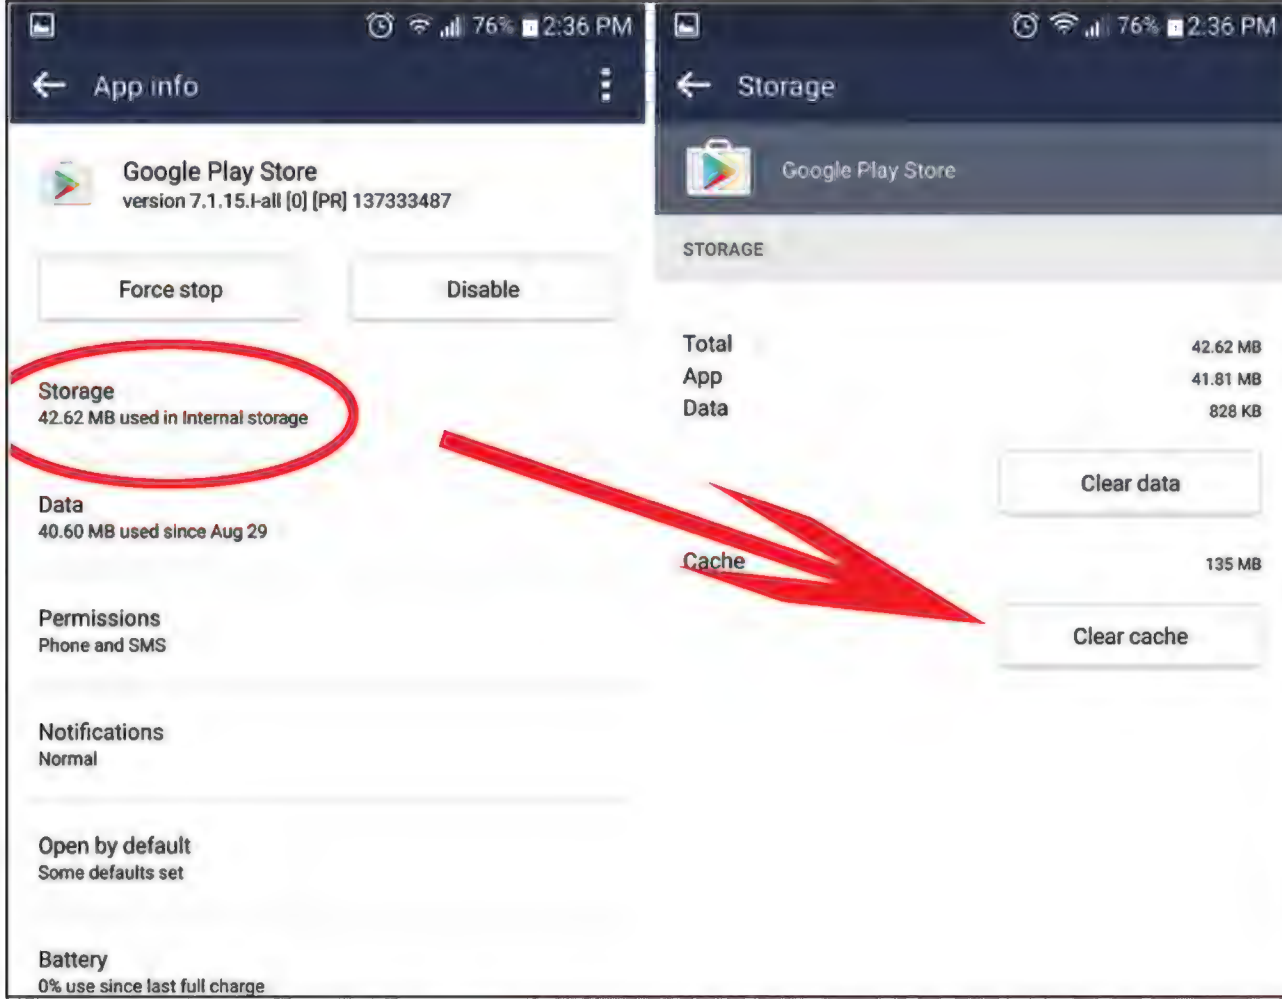 76% 2:36 PM
App info
Google Play Store
version 7.1.15.I-all [0] [PR] 137333487
Force stop
Disable
Storage
42.62 MB used in Internal storage
Data
40.60 MB used since Aug 29
Permissions
Phone and SMS
Notifications
Normal
Open by default
Some defaults set
Battery
0% use since last full charge
76% 2:36 PM
Storage
Google Play Store
STORAGE
Total 42.62 MB
App 41.81 MB
Data 828 KB
Clear data
Cache 135 MB
Clear cache